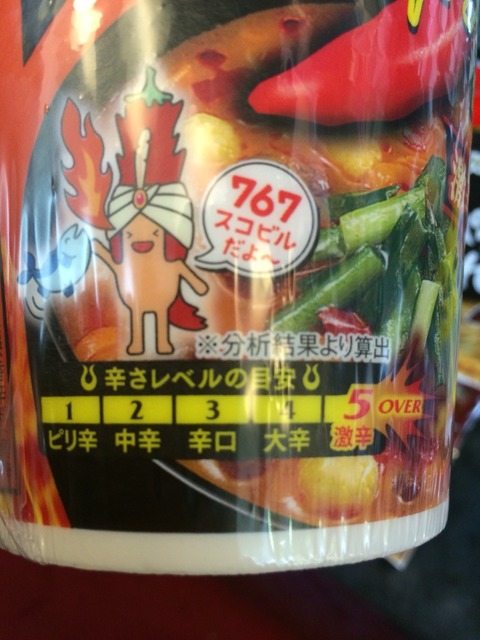 767
スコビル
だよ〜
※分析結果より算出
辛さレベルの目安
1 2 3 4 5 OVER
ピリ辛 中辛 辛口 大辛 激辛